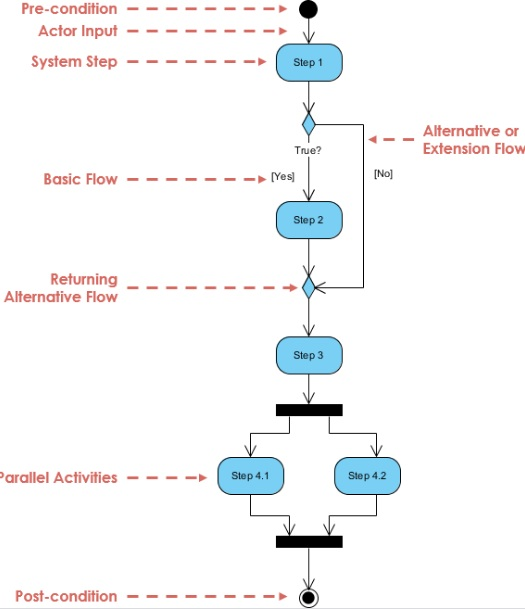 Pre-condition
Actor Input
System Step
Step 1
Alternative or
Extension Flow
True?
Basic Flow
[Yes]
[No]
Step 2
Returning
Alternative Flow
Step 3
Parallel Activities
Step 4.1
Step 4.2
Post-condition